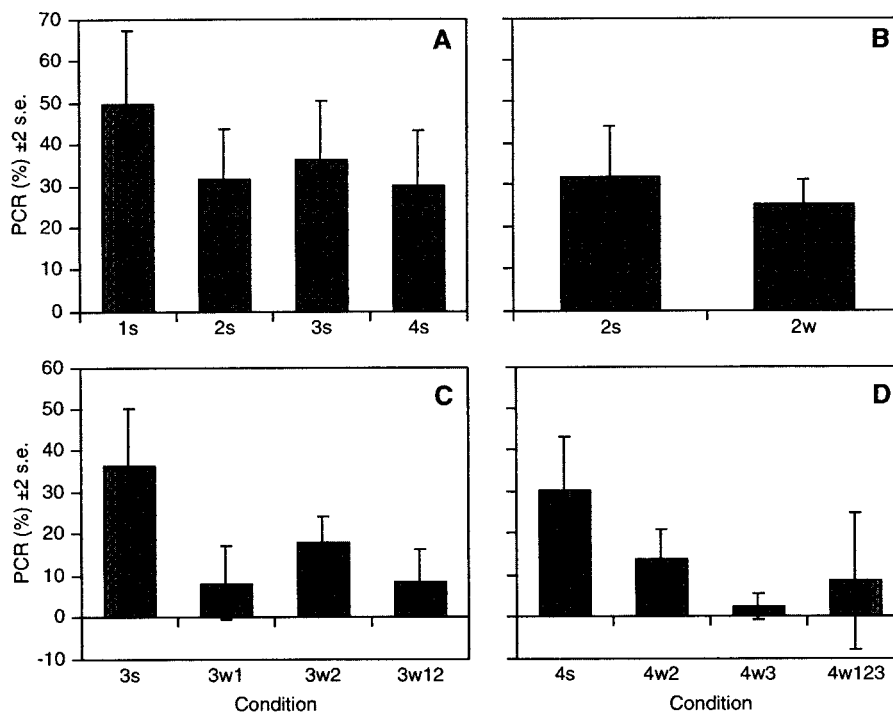 A
B
PCR (%) ±2 s.e.
70
60
50
40
30
20
70
0
1s 2s 3s 4s
2s 2w
C
D
PCR (%) ±2 s.e.
60
50
40
30
20
10
0
-10
3s 3w1 3w2 3w12
4s 4w2 4w3 4w123
Condition
Condition